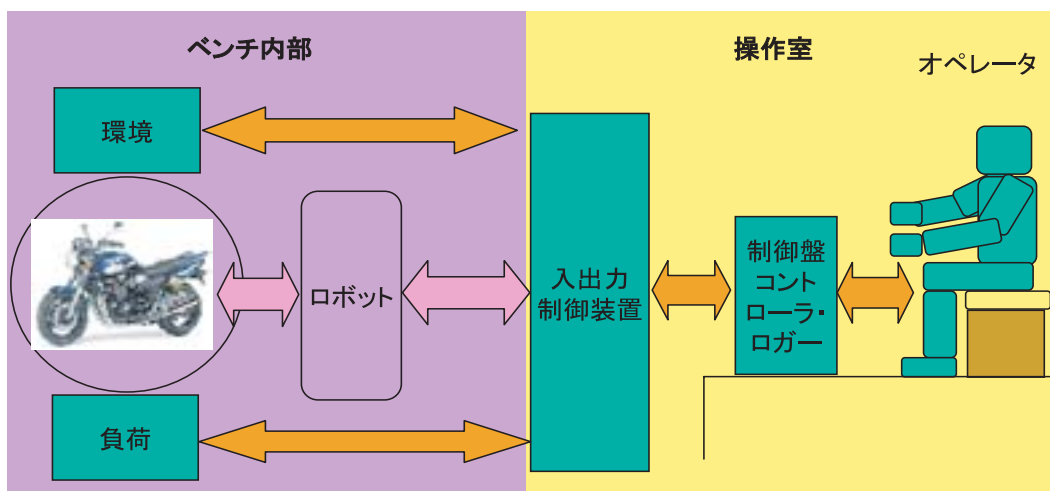 ベンチ内部
操作室
オペレータ
環境
ロボット
負荷
入出力
制御装置
制御盤
コント
ローラ・
ロガー